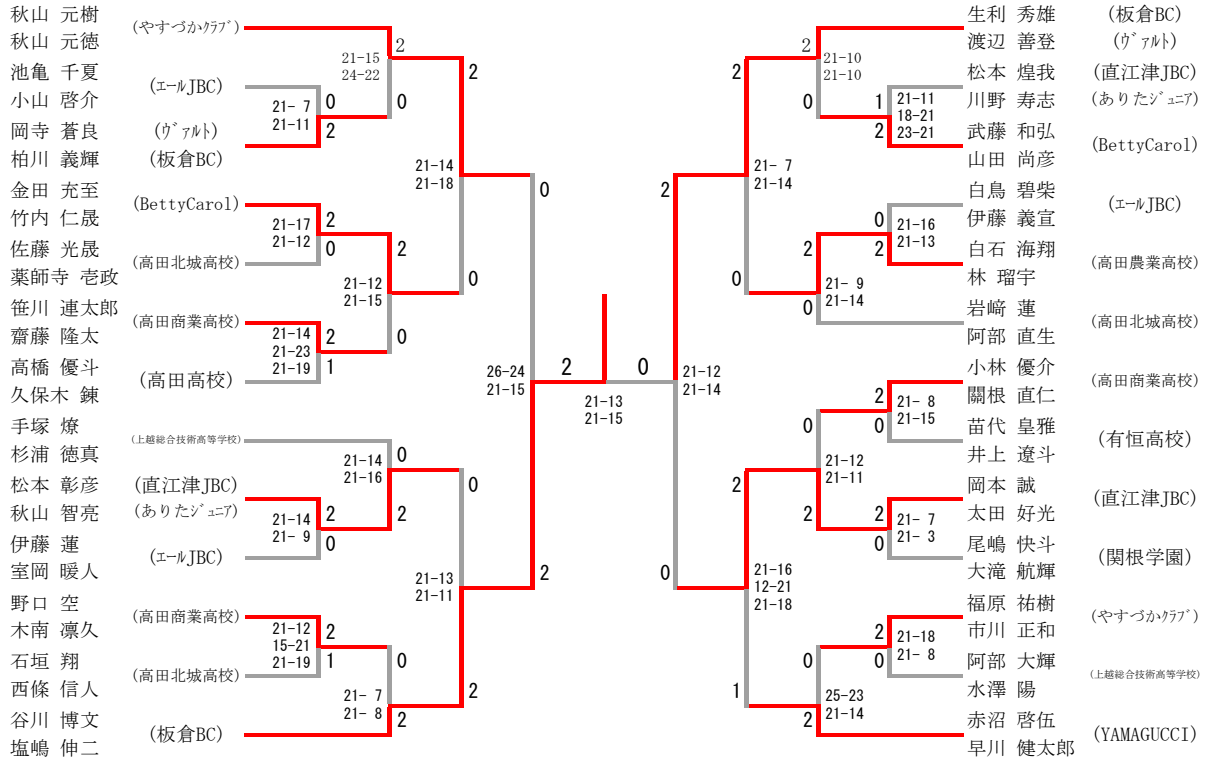 秋山 元樹
(やすづかｸﾗﾌﾞ)
秋山 元徳
池亀 千夏
(ｴｰﾙJBC)
小山 啓介
岡寺 蒼良
(ｳﾞｧﾙﾄ)
柏川 義輝
(板倉BC)
金田 充至
(BettyCarol)
竹内 仁晟
佐藤 光晟
(高田北城高校)
薬師寺 壱政
笹川 連太郎
(高田商業高校)
齋藤 隆太
高橋 優斗
(高田高校)
久保木 錬
手塚 燎
(上越総合技術高等学校)
杉浦 徳真
松本 彰彦
(直江津JBC)
秋山 智亮
(ありたｼﾞｭﾆｱ)
伊藤 蓮
(ｴｰﾙJBC)
室岡 暖人
野口 空
(高田商業高校)
木南 凛久
石垣 翔
(高田北城高校)
西條 信人
谷川 博文
(板倉BC)
塩嶋 伸二
2
21-15
24-22
0
0
21- 7
21-11
2
2
21-14
21-18
0
2
21-17
21-12
0
2
21-12
21-15
0
2
21-14
21-23
21-19
1
0
26-24
21-15
2
0
21-14
21-16
2
2
21-14
21- 9
0
0
21-13
21-11
2
2
21-12
15-21
21-19
1
0
21- 7
21- 8
2
2
0
21-13
21-15
2
21-12
21-14
0
2
21- 7
21-14
0
2
21-10
21-10
0
1
21-11
18-21
23-21
2
0
21-16
21-13
2
2
21- 9
21-14
0
2
21- 8
21-15
0
0
21-12
21-11
2
2
21- 7
21- 3
0
2
21-16
12-21
21-18
1
2
21-18
21- 8
0
0
25-23
21-14
2
生利 秀雄
(板倉BC)
渡辺 善登
(ｳﾞｧﾙﾄ)
松本 煌我
(直江津JBC)
川野 寿志
(ありたｼﾞｭﾆｱ)
武藤 和弘
(BettyCarol)
山田 尚彦
白鳥 碧柴
(ｴｰﾙJBC)
伊藤 義宣
白石 海翔
(高田農業高校)
林 瑠宇
岩﨑 蓮
(高田北城高校)
阿部 直生
小林 優介
(高田商業高校)
關根 直仁
苗代 皇雅
(有恒高校)
井上 遼斗
岡本 誠
(直江津JBC)
太田 好光
尾嶋 快斗
(関根学園)
大滝 航輝
福原 祐樹
(やすづかｸﾗﾌﾞ)
市川 正和
阿部 大輝
(上越総合技術高等学校)
水澤 陽
赤沼 啓伍
(YAMAGUCCI)
早川 健太郎